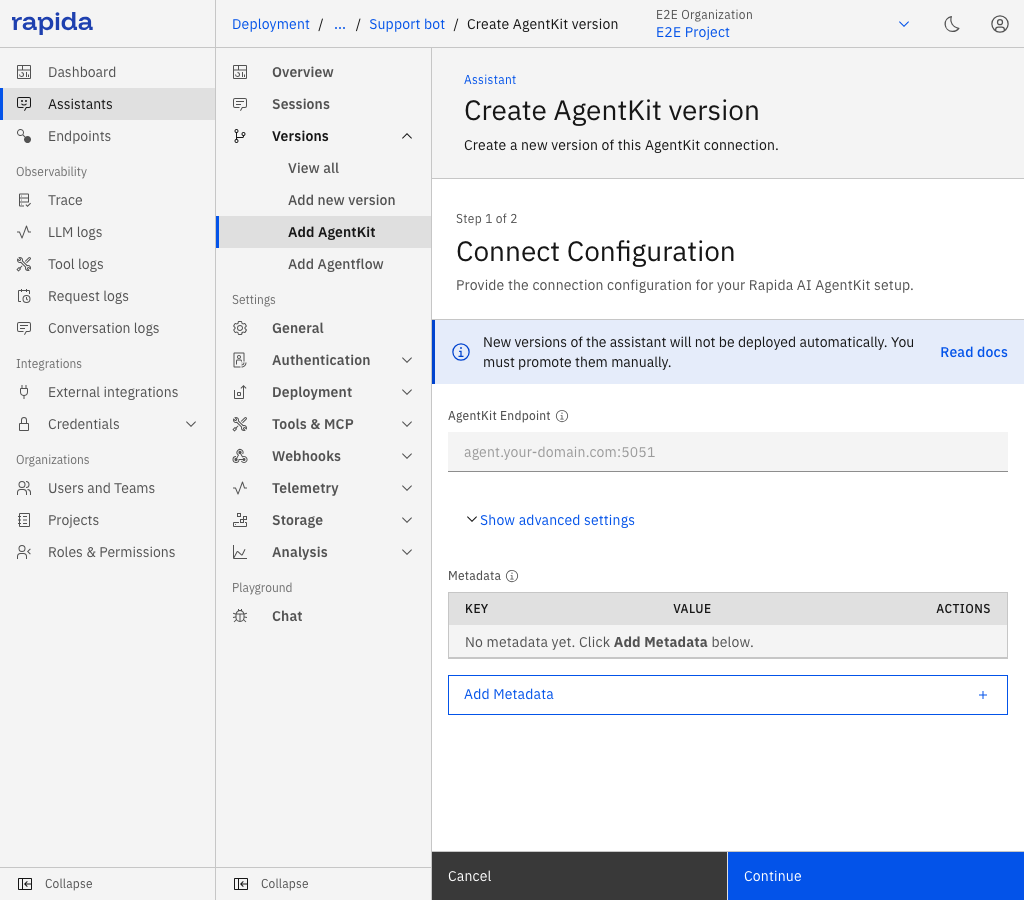 rapida
Deployment / ... / Support bot / Create AgentKit version
E2E Organization
E2E Project
Dashboard
Assistants
Endpoints
Observability
Trace
LLM logs
Tool logs
Request logs
Conversation logs
Integrations
External integrations
Credentials
Organizations
Users and Teams
Projects
Roles & Permissions
Collapse
Overview
Sessions
Versions
View all
Add new version
Add AgentKit
Add Agentflow
Settings
General
Authentication
Deployment
Tools & MCP
Webhooks
Telemetry
Storage
Analysis
Playground
Chat
Collapse
Assistant
Create AgentKit version
Create a new version of this AgentKit connection.
Step 1 of 2
Connect Configuration
Provide the connection configuration for your Rapida AI AgentKit setup.
New versions of the assistant will not be deployed automatically. You
must promote them manually.
Read docs
AgentKit Endpoint
agent.your-domain.com:5051
Show advanced settings
Metadata
KEY VALUE ACTIONS
No metadata yet. Click Add Metadata below.
Add Metadata +
Cancel
Continue